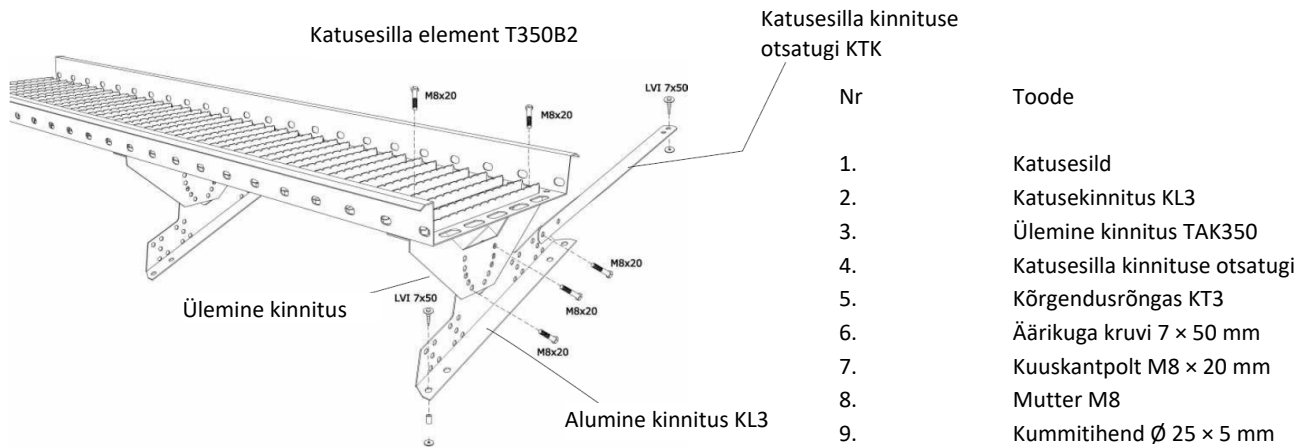 Katusesilla element T350B2
Katusesilla kinnituse
otsatugi KTK
M8x20
M8x20
LVI 7x50
M8x20
M8x20
M8x20
LVI 7x50
Ülemine kinnitus
Alumine kinnitus KL3
Nr Toode
1. Katusesild
2. Katusekinnitus KL3
3. Ülemine kinnitus TAK350
4. Katusesilla kinnituse otsatugi
5. Kõrgendusrõngas KT3
6. Äärikuga kruvi 7 × 50 mm
7. Kuuskantpolt M8 × 20 mm
8. Mutter M8
9. Kummitihend Ø 25 × 5 mm